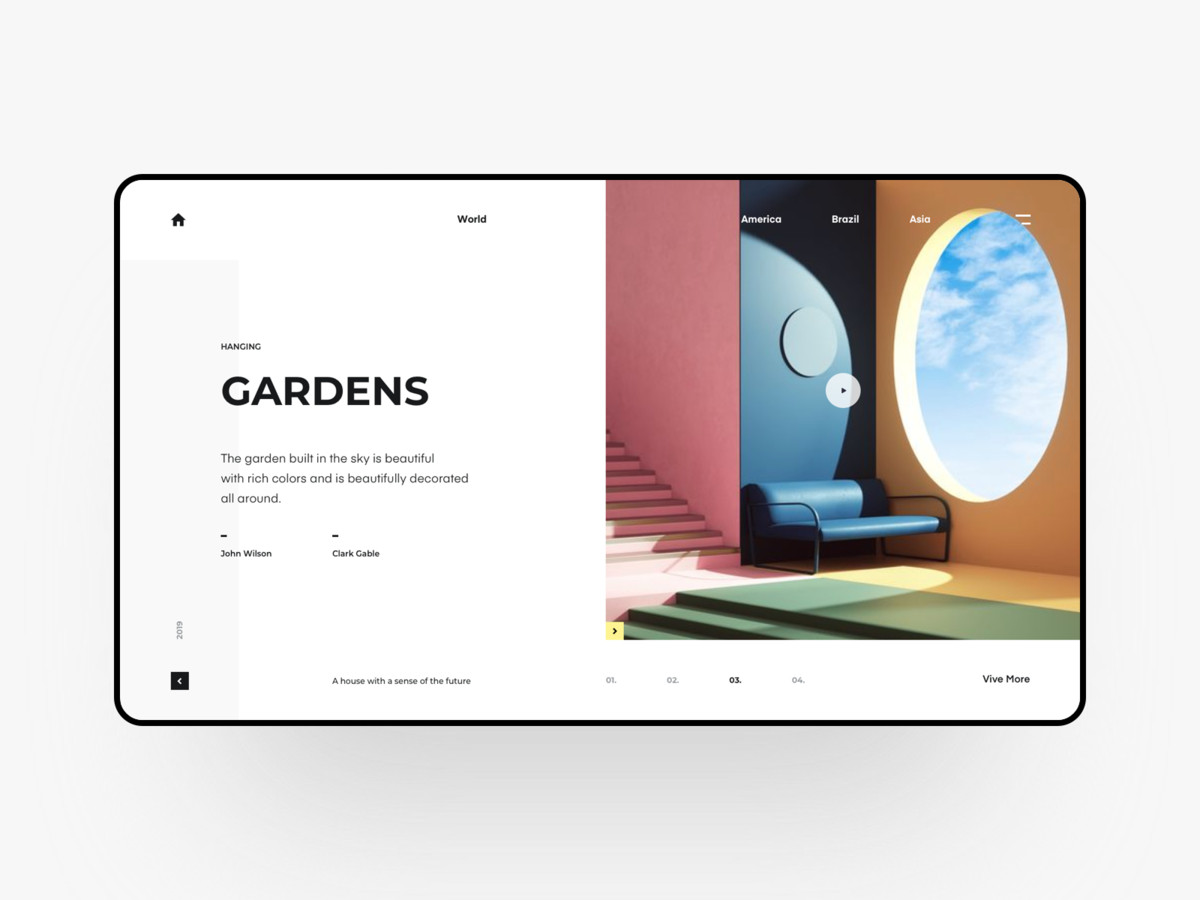 World
America
Brazil
Asia
HANGING
GARDENS
The garden built in the sky is beautiful
with rich colors and is beautifully decorated
all around.
John Wilson
Clark Gable
2019
A house with a sense of the future
01.
02.
03.
04.
Vive More